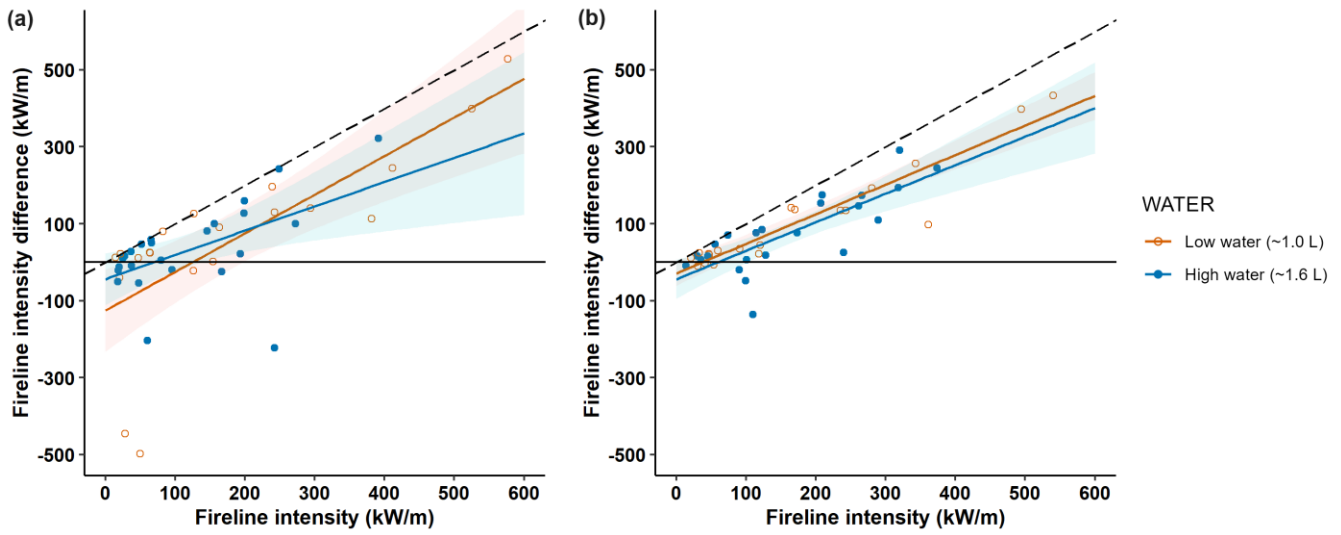 (a)
Fireline intensity difference (kW/m)
500
300
100
-100
-300
-500
0 100 200 300 400 500 600
Fireline intensity (kW/m)
(b)
Fireline intensity difference (kW/m)
500
300
100
-100
-300
-500
0 100 200 300 400 500 600
Fireline intensity (kW/m)
WATER
Low water (~1.0 L)
High water (~1.6 L)